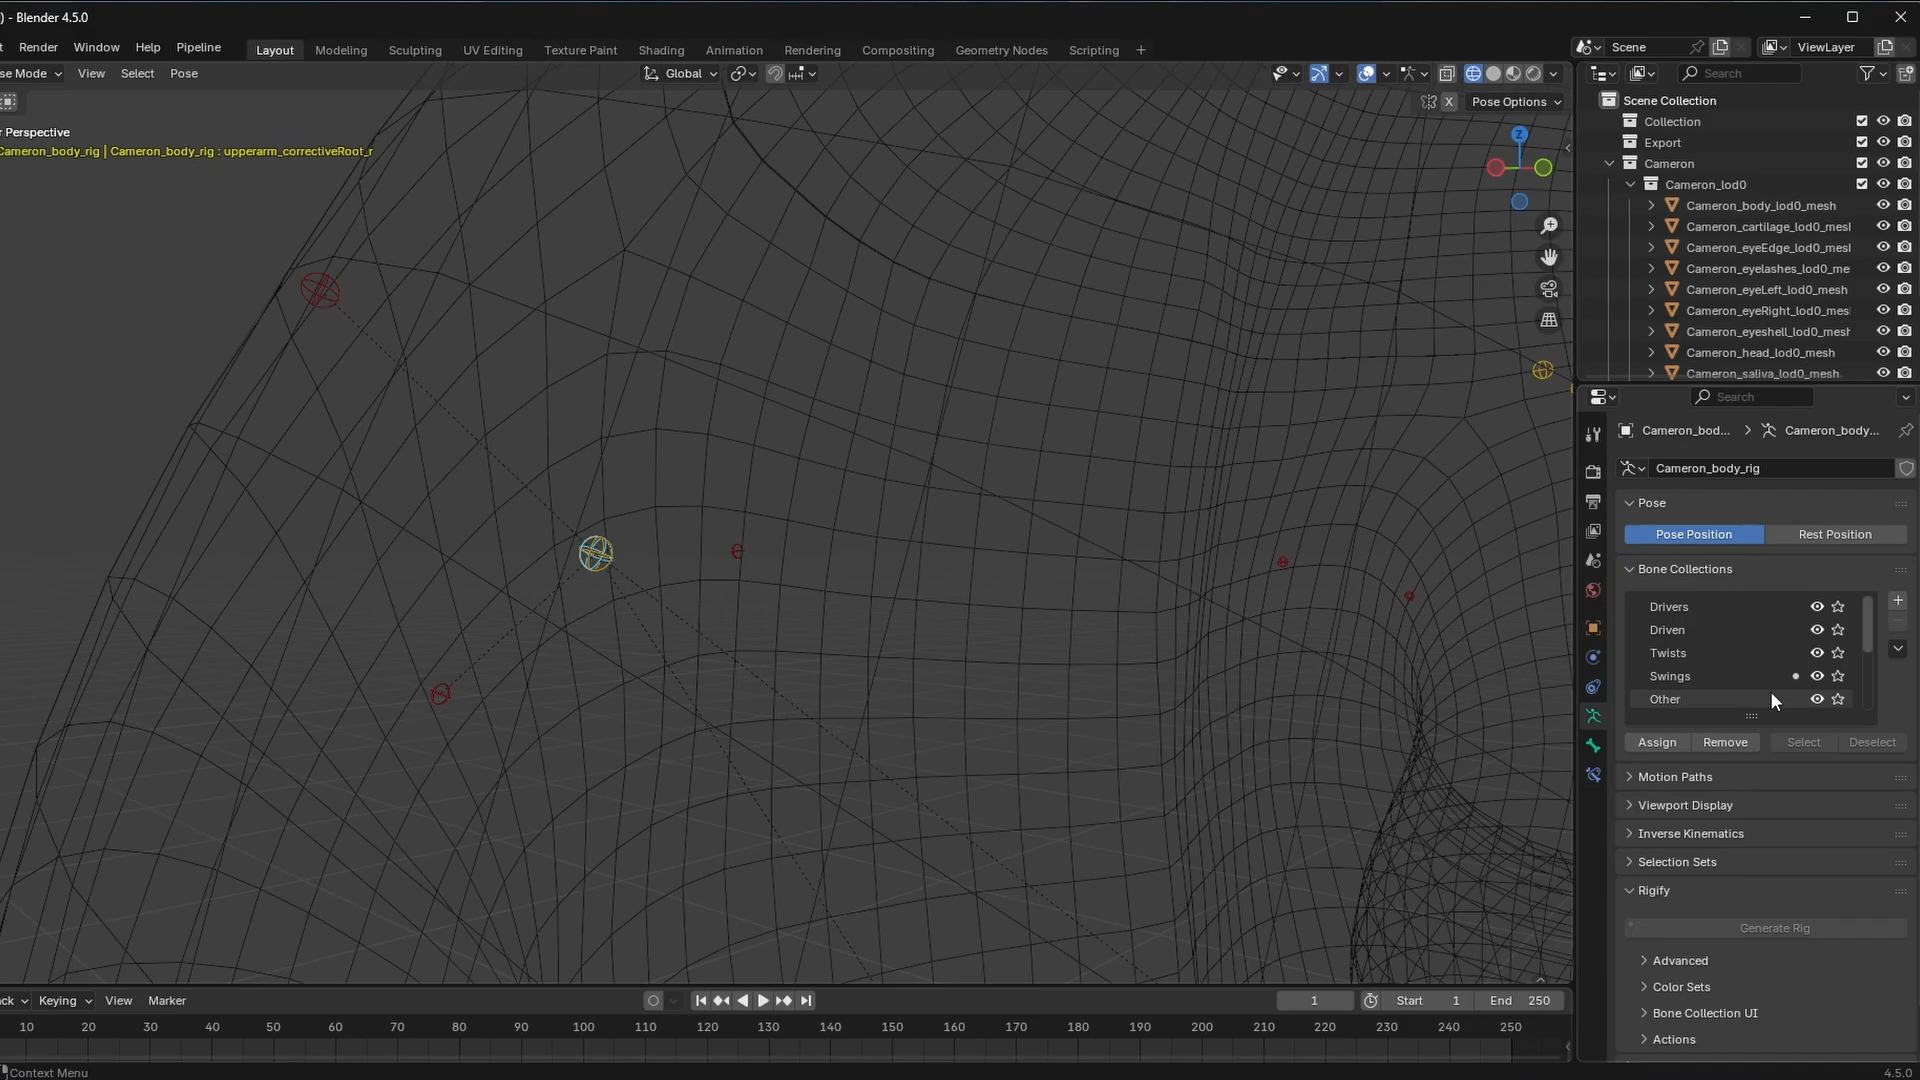 ) - Blender 4.5.0
t Render Window Help Pipeline Layout Modeling Sculpting UV Editing Texture Paint Shading Animation Rendering Compositing Geometry Nodes Scripting + Scene ViewLayer
se Mode View Select Pose Global Search
X Pose Options
r Perspective
Cameron_body_rig | Cameron_body_rig : upperarm_correctiveRoot_r
Z
Scene Collection
Collection
Export
Cameron
Cameron_lod0
Cameron_body_lod0_mesh
Cameron_cartilage_lod0_mesl
Cameron_eyeEdge_lod0_mesl
Cameron_eyelashes_lod0_me
Cameron_eyeLeft_lod0_mesh
Cameron_eyeRight_lod0_mes
Cameron_eyeshell_lod0_mesh
Cameron_head_lod0_mesh
Cameron_saliva_lod0_mesh
Search
Cameron_bod... Cameron_body...
Cameron_body_rig
Pose
Pose Position Rest Position
Bone Collections
Drivers
Driven
Twists
Swings
Other
Assign Remove Select Deselect
Motion Paths
Viewport Display
Inverse Kinematics
Selection Sets
Rigify
Generate Rig
Advanced
Color Sets
Bone Collection UI
Actions
ack Keying View Marker 1 Start 1 End 250
10 20 30 40 50 60 70 80 90 100 110 120 130 140 150 160 170 180 190 200 210 220 230 240 250
Context Menu 4.5.0